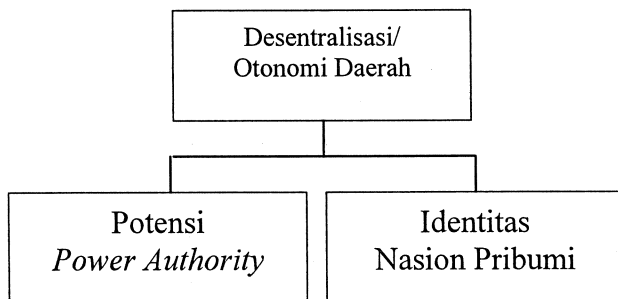 Desentralisasi/
Otonomi Daerah
Potensi
Power Authority
Identitas
Nasion Pribumi